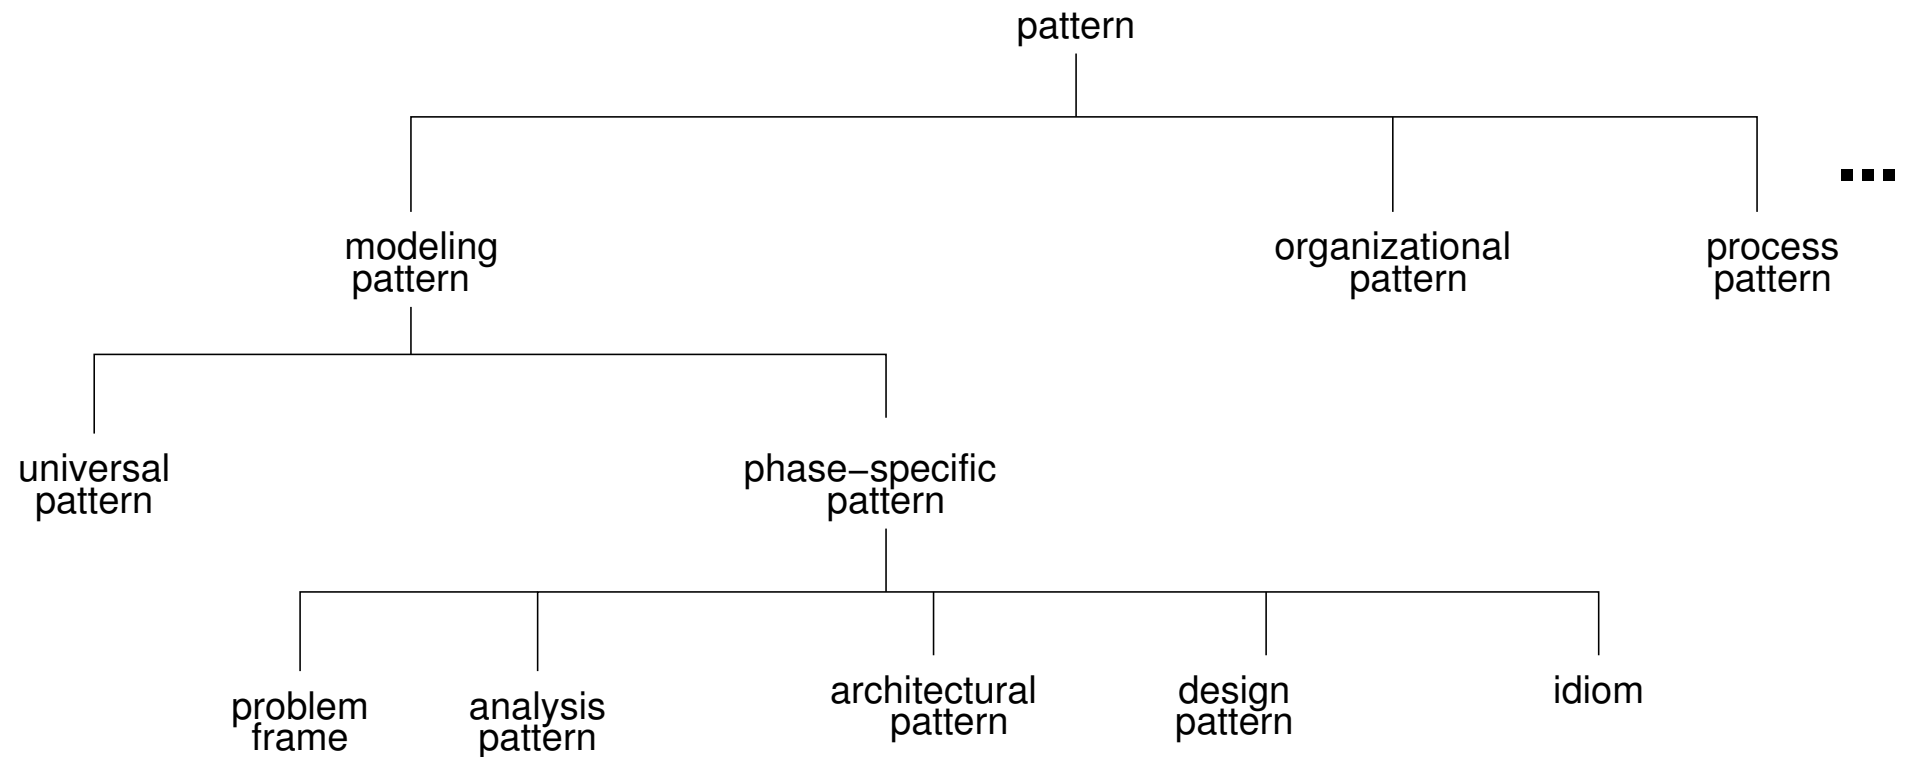 pattern
modeling
pattern
organizational
pattern
process
pattern
...
universal
pattern
phase–specific
pattern
problem
frame
analysis
pattern
architectural
pattern
design
pattern
idiom